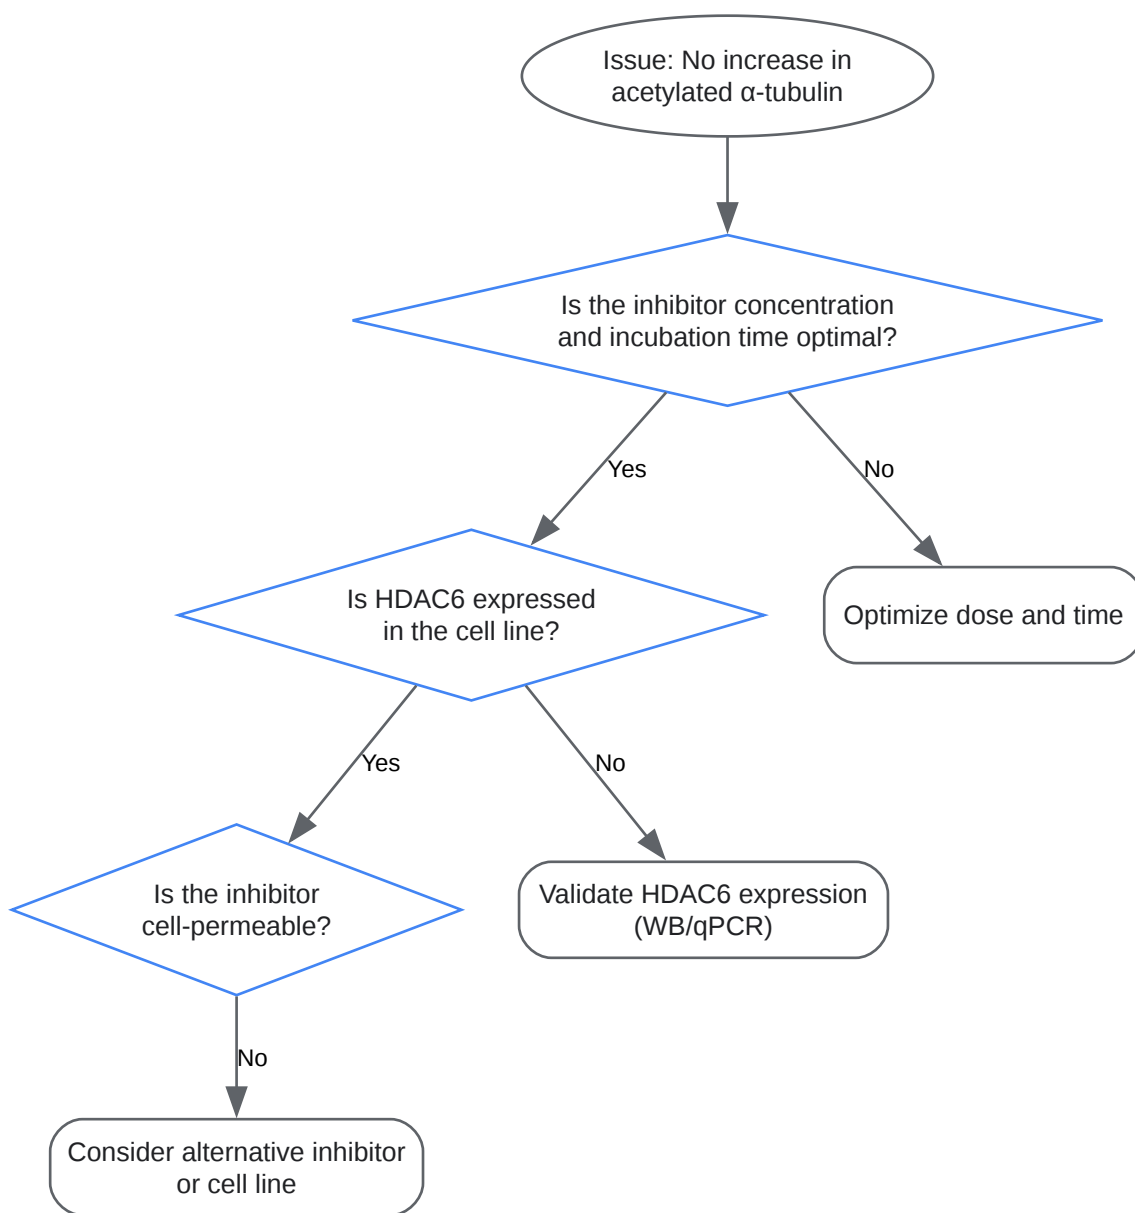 Issue: No increase in
acetylated α-tubulin
Is the inhibitor concentration
and incubation time optimal?
Yes
No
Is HDAC6 expressed
in the cell line?
Optimize dose and time
Yes
No
Is the inhibitor
cell-permeable?
Validate HDAC6 expression
(WB/qPCR)
No
Consider alternative inhibitor
or cell line